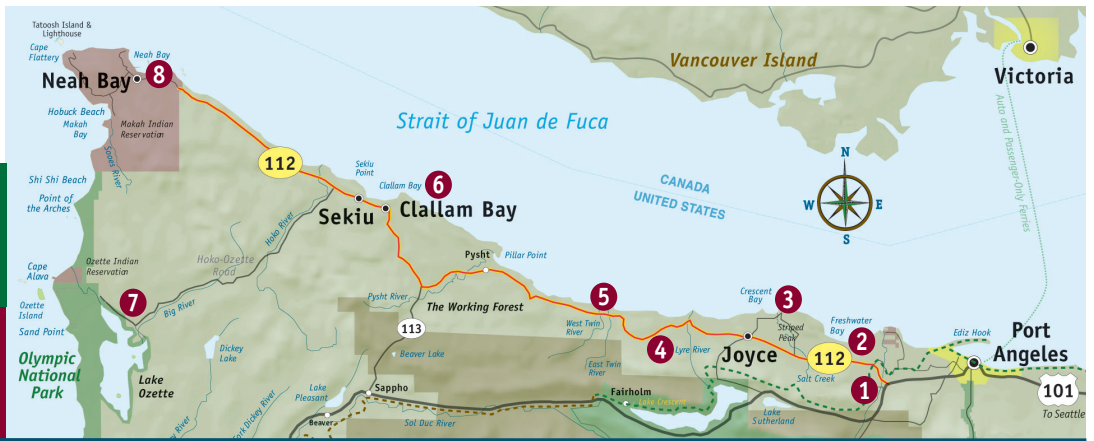 Tatoosh Island &
Lighthouse
Cape
Flattery
Neah Bay
Neah Bay
8
Hobuck Beach
Makah
Bay
Makah Indian
Reservation
Sooes River
Shi Shi Beach
Point of
the Arches
Cape
Alava
Ozette Indian
Reservation
Ozette
Island
Sand Point
7
Olympic
National
Park
Lake
Ozette
Big River
Hoko-Ozette
Road
Hoko River
Dickey
Lake
112
Sekiu
Point
Sekiu
Clallam Bay
6
Clallam Bay
Strait of Juan de Fuca
Vancouver Island
Victoria
CANADA
UNITED STATES
N
W
E
S
Auto and Passenger-Only Ferries
Pysht
Pillar Point
Pysht River
The Working Forest
113
Beaver Lake
Sappho
Lake
Pleasant
Beaver
Fork Dickey River
ry River
Sol Duc River
5
West Twin
River
East Twin
River
4
Lyre River
Fairholm
Lake Crescent
Joyce
Crescent
Bay
3
Striped
Peak
Freshwater
Bay
2
112
Salt Creek
1
Lake
Sutherland
Ediz Hook
Port
Angeles
101
To Seattle